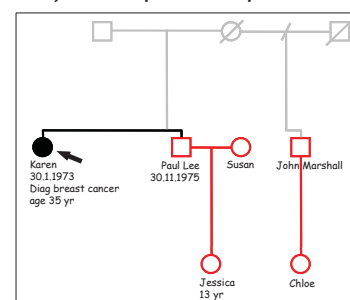 Karen
30.1.1973
Diag breast cancer
age 35 yr
Paul Lee
30.11.1975
Susan
John Marshall
Jessica
13 yr
Chloe